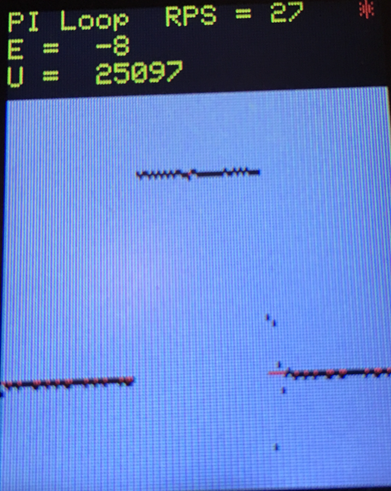 PI Loop RPS = 27 *
E = -8
U = 25097